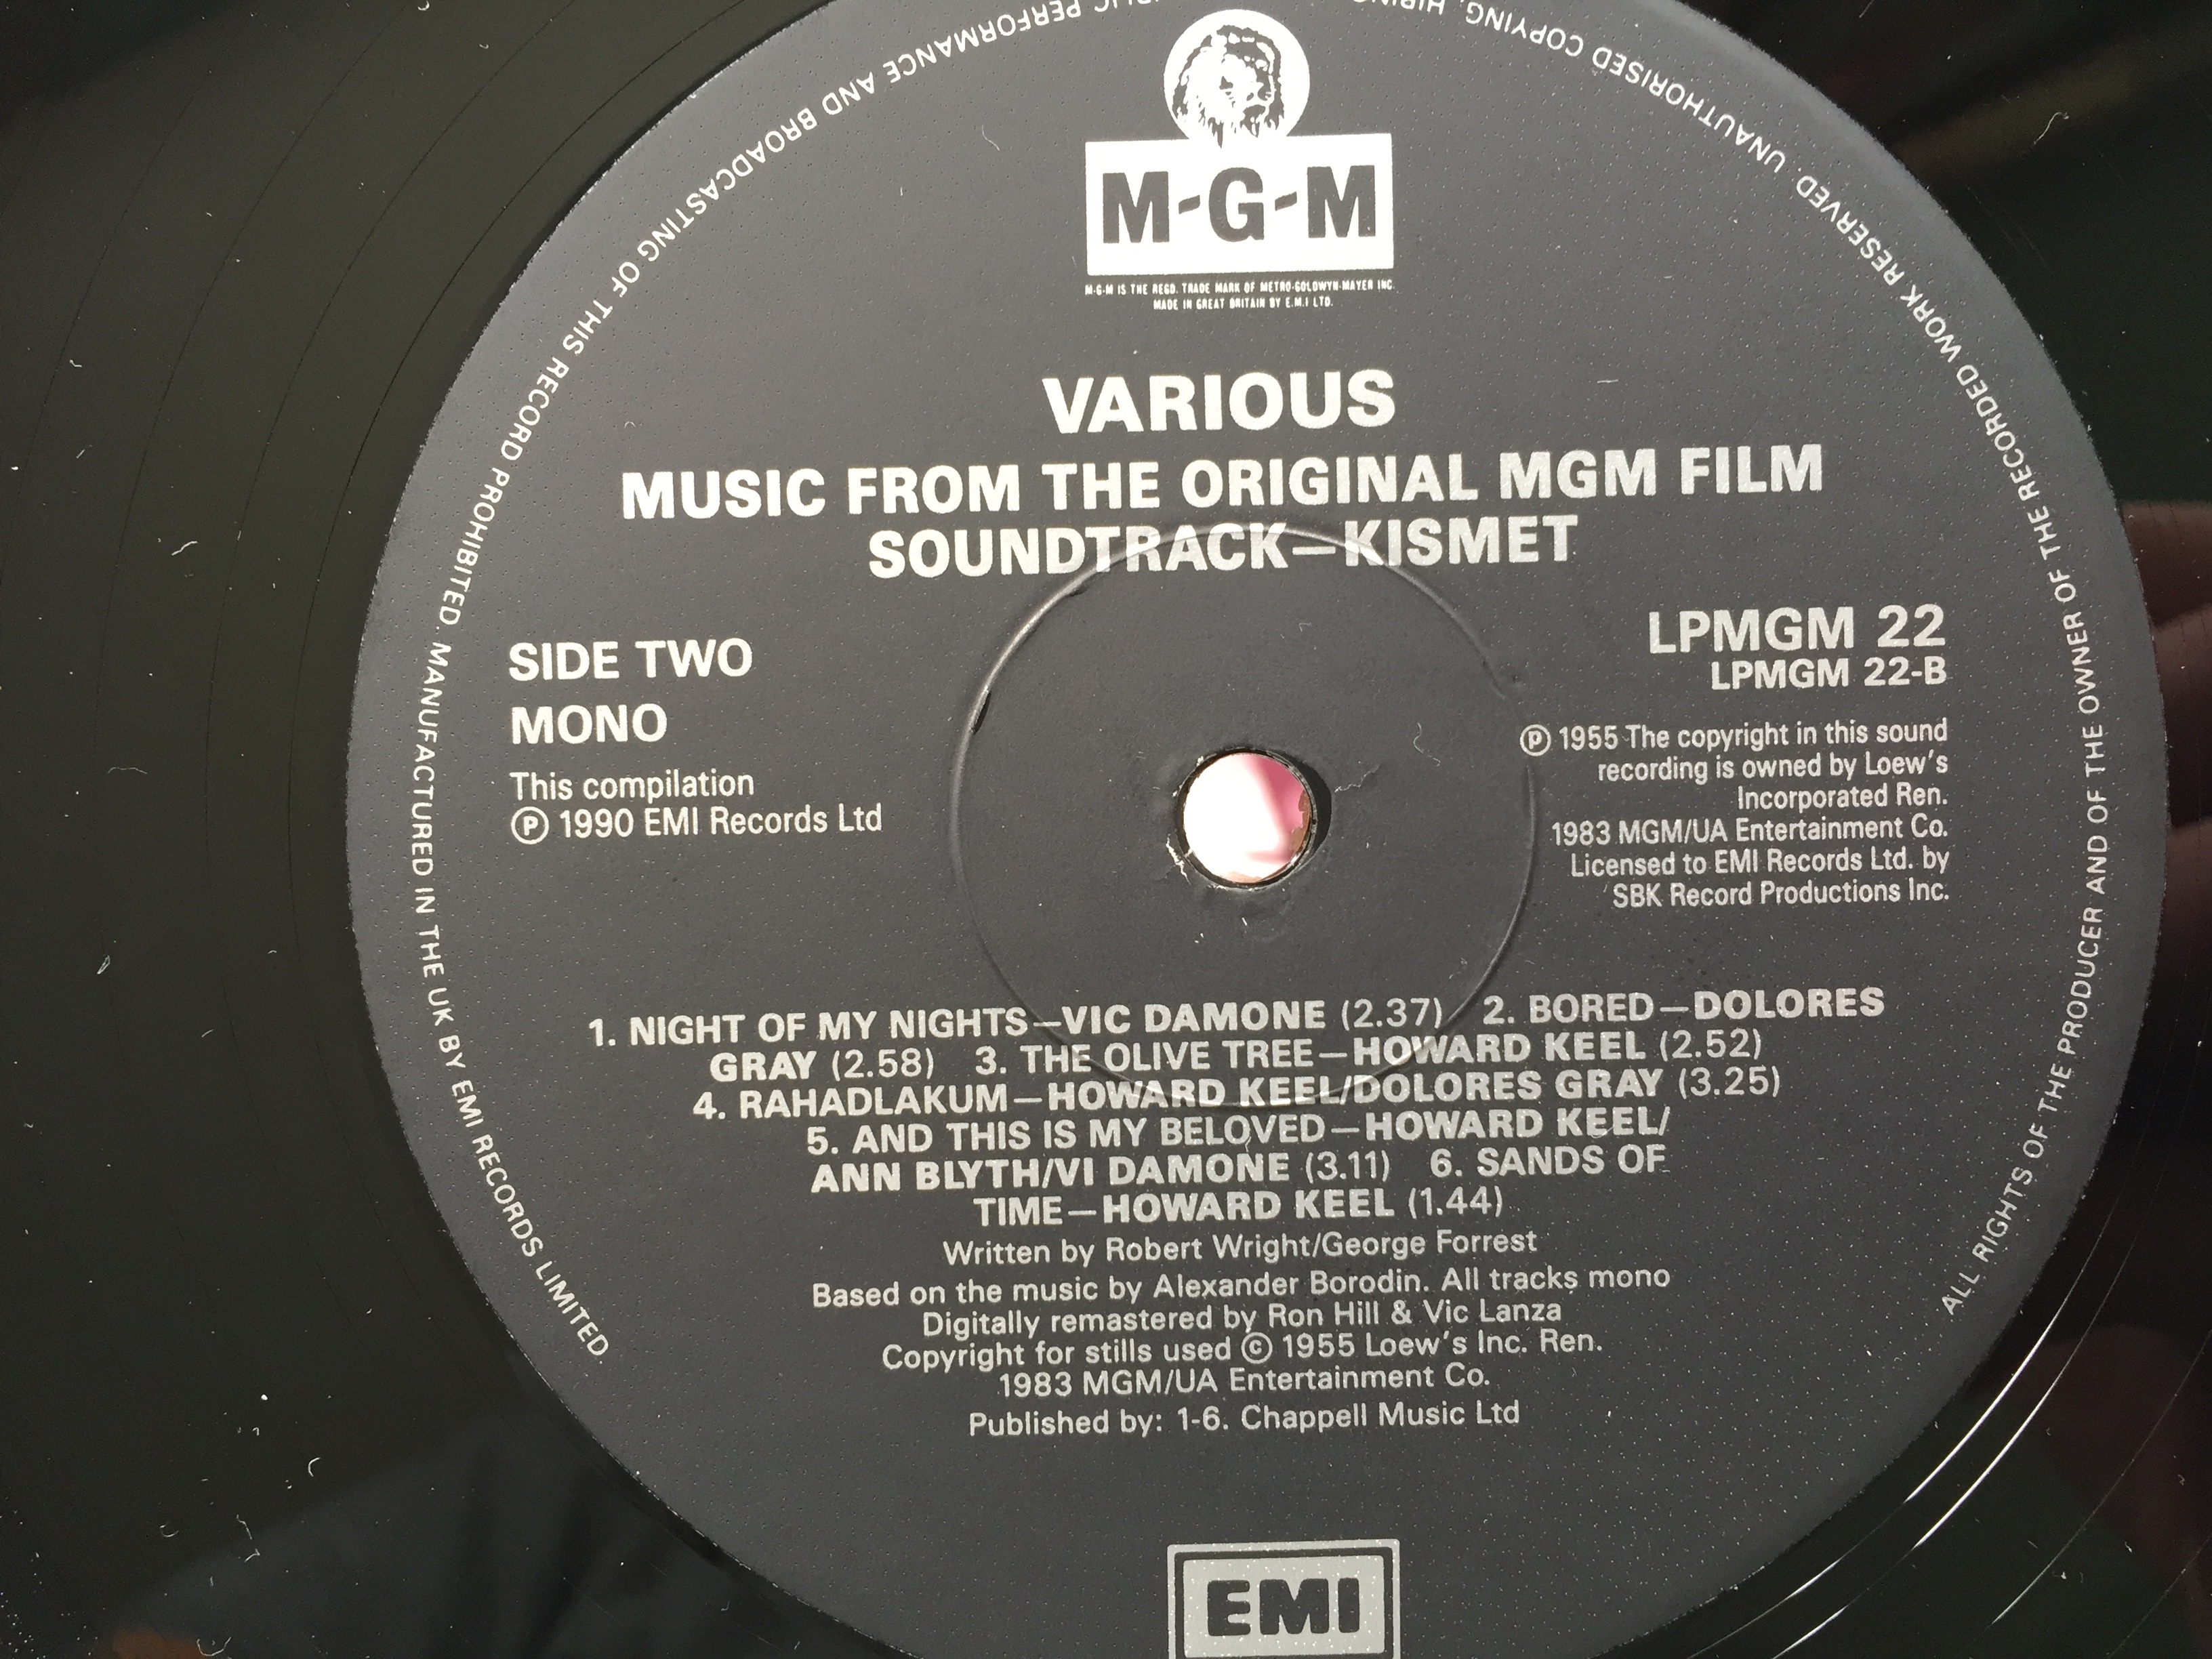 M-G-M
M-G-M IS THE REGD. TRADE MARK OF METRO-GOLDWYN-MAYER INC.
MADE IN GREAT BRITAIN BY E.M.I LTD.
VARIOUS
MUSIC FROM THE ORIGINAL MGM FILM
SOUNDTRACK—KISMET
SIDE TWO
MONO
This compilation
℗ 1990 EMI Records Ltd
LPMGM 22
LPMGM 22-B
℗ 1955 The copyright in this sound
recording is owned by Loew's
Incorporated Ren.
1983 MGM/UA Entertainment Co.
Licensed to EMI Records Ltd. by
SBK Record Productions Inc.
1. NIGHT OF MY NIGHTS—VIC DAMONE (2.37) 2. BORED—DOLORES
GRAY (2.58) 3. THE OLIVE TREE—HOWARD KEEL (2.52)
4. RAHADLAKUM—HOWARD KEEL/DOLORES GRAY (3.25)
5. AND THIS IS MY BELOVED—HOWARD KEEL/
ANN BLYTH/VI DAMONE (3.11) 6. SANDS OF
TIME—HOWARD KEEL (1.44)
Written by Robert Wright/George Forrest
Based on the music by Alexander Borodin. All tracks mono
Digitally remastered by Ron Hill & Vic Lanza
Copyright for stills used © 1955 Loew's Inc. Ren.
1983 MGM/UA Entertainment Co.
Published by: 1-6. Chappell Music Ltd
EMI
ALL RIGHTS OF THE PRODUCER AND OF THE OWNER OF THE RECORDED WORK RESERVED. UNAUTHORISED COPYING, PERFORMANCE AND BROADCASTING OF THIS RECORD PROHIBITED. MANUFACTURED IN THE UK BY EMI RECORDS LIMITED.